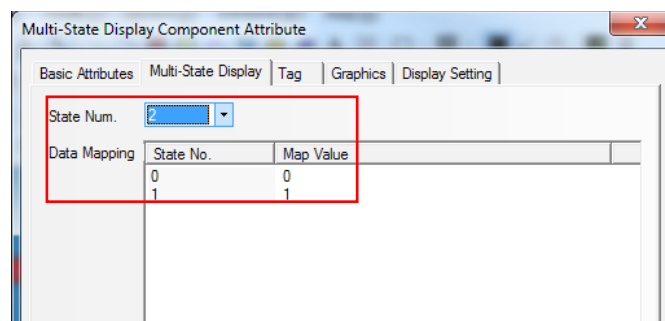 Multi-State Display Component Attribute
Basic Attributes Multi-State Display Tag Graphics Display Setting
State Num. 2
Data Mapping State No. Map Value
0 0
1 1